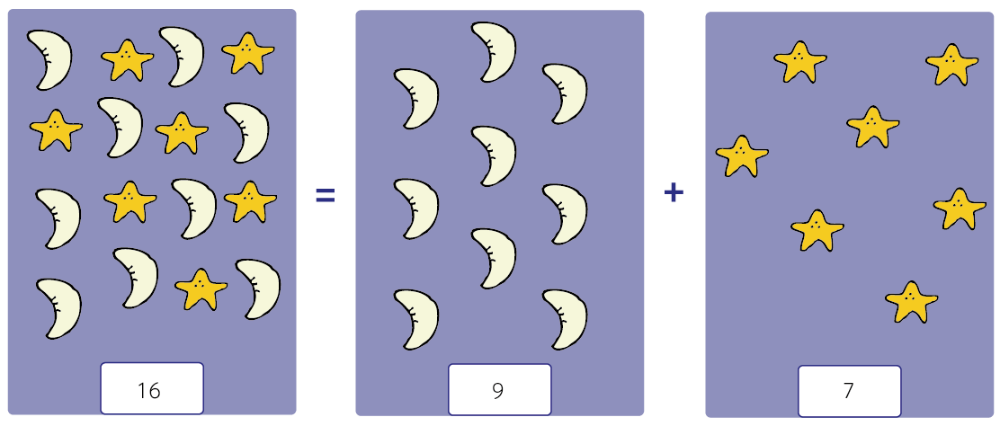 16 = 9 + 7